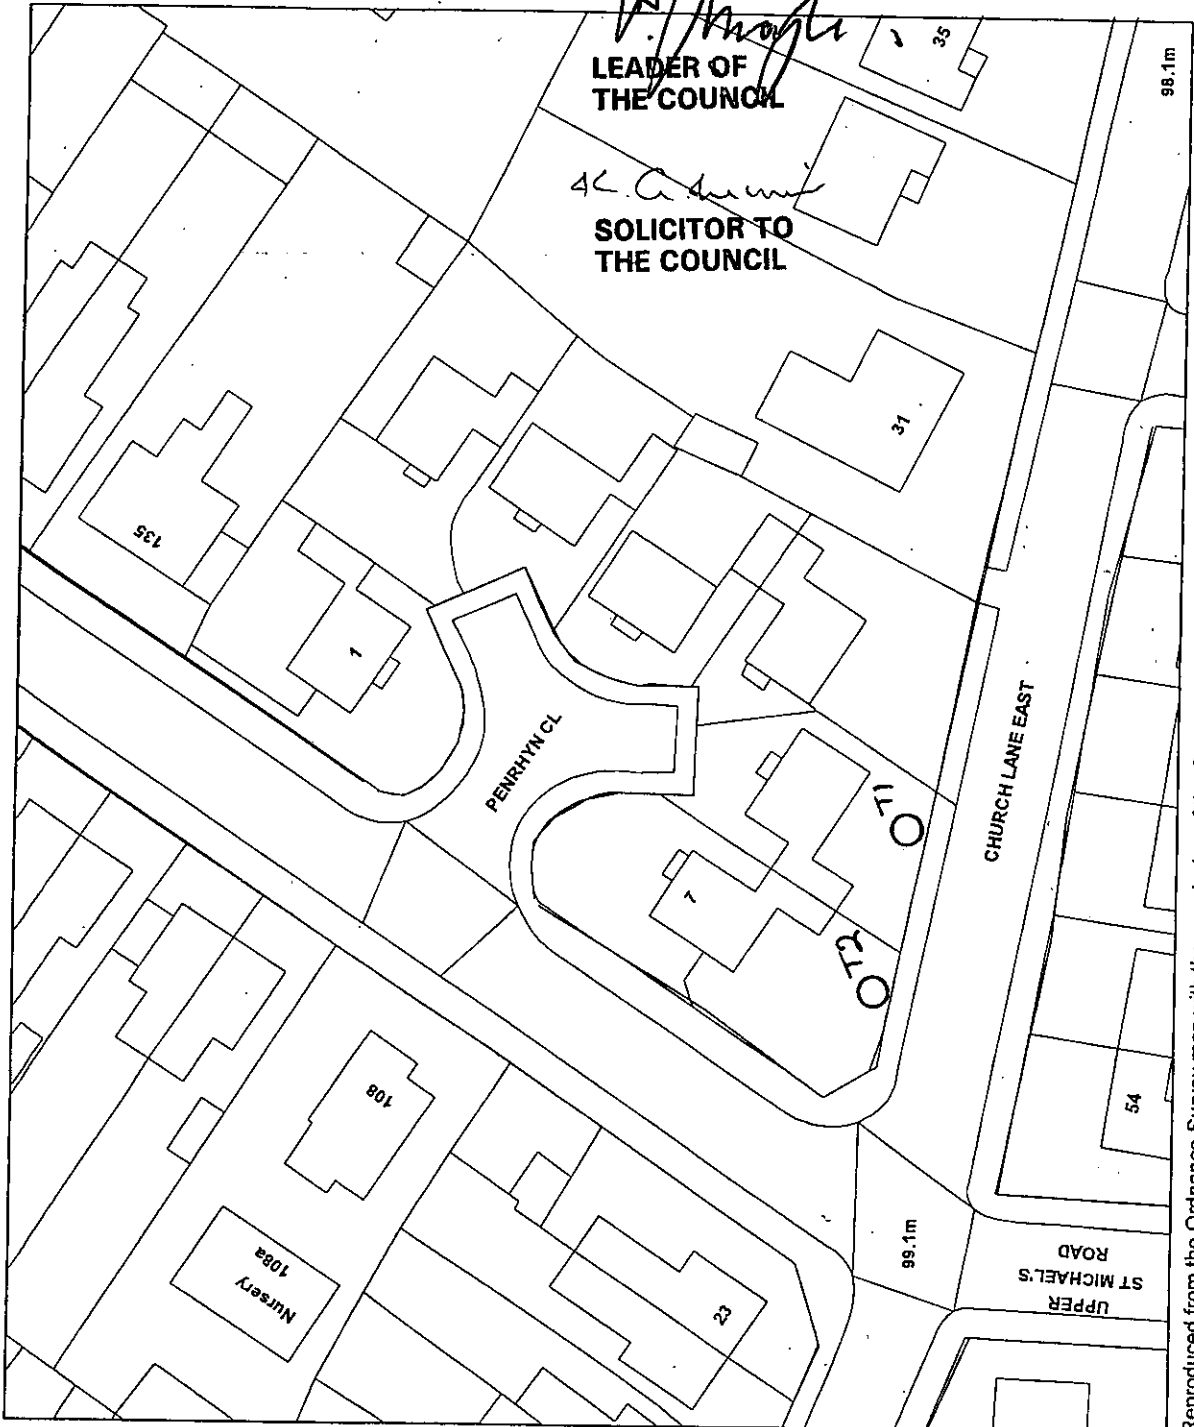 LEADER OF
THE COUNCIL
SOLICITOR TO
THE COUNCIL
35
98.1m
31
135
1
PENRHYN CL
7
T1
T2
CHURCH LANE EAST
108
Nursery
108a
23
99.1m
54
UPPER
ST MICHAEL'S
ROAD
Reproduced from the Ordnance Survey maps with the